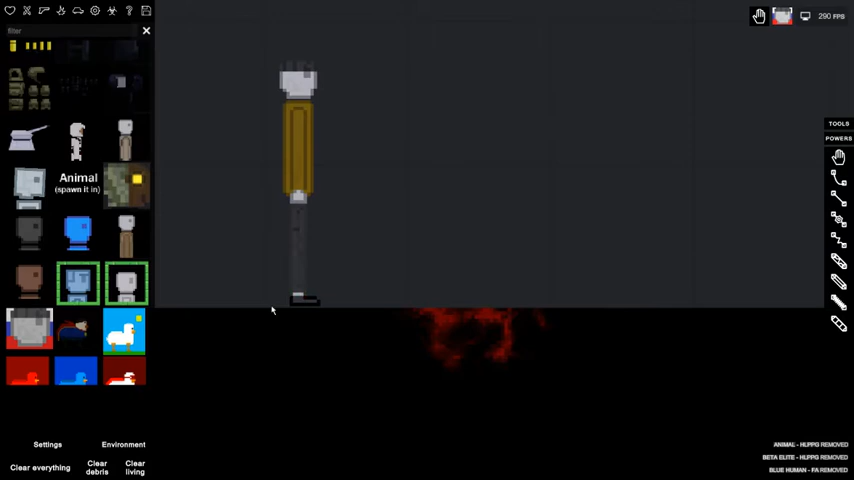 filter
290 FPS
TOOLS
POWERS
Animal
(spawn it in)
Settings
Environment
Clear everything
Clear
debris
Clear
living
ANIMAL - HLPPG REMOVED
BETA ELITE - HLPPG REMOVED
BLUE HUMAN - FA REMOVED